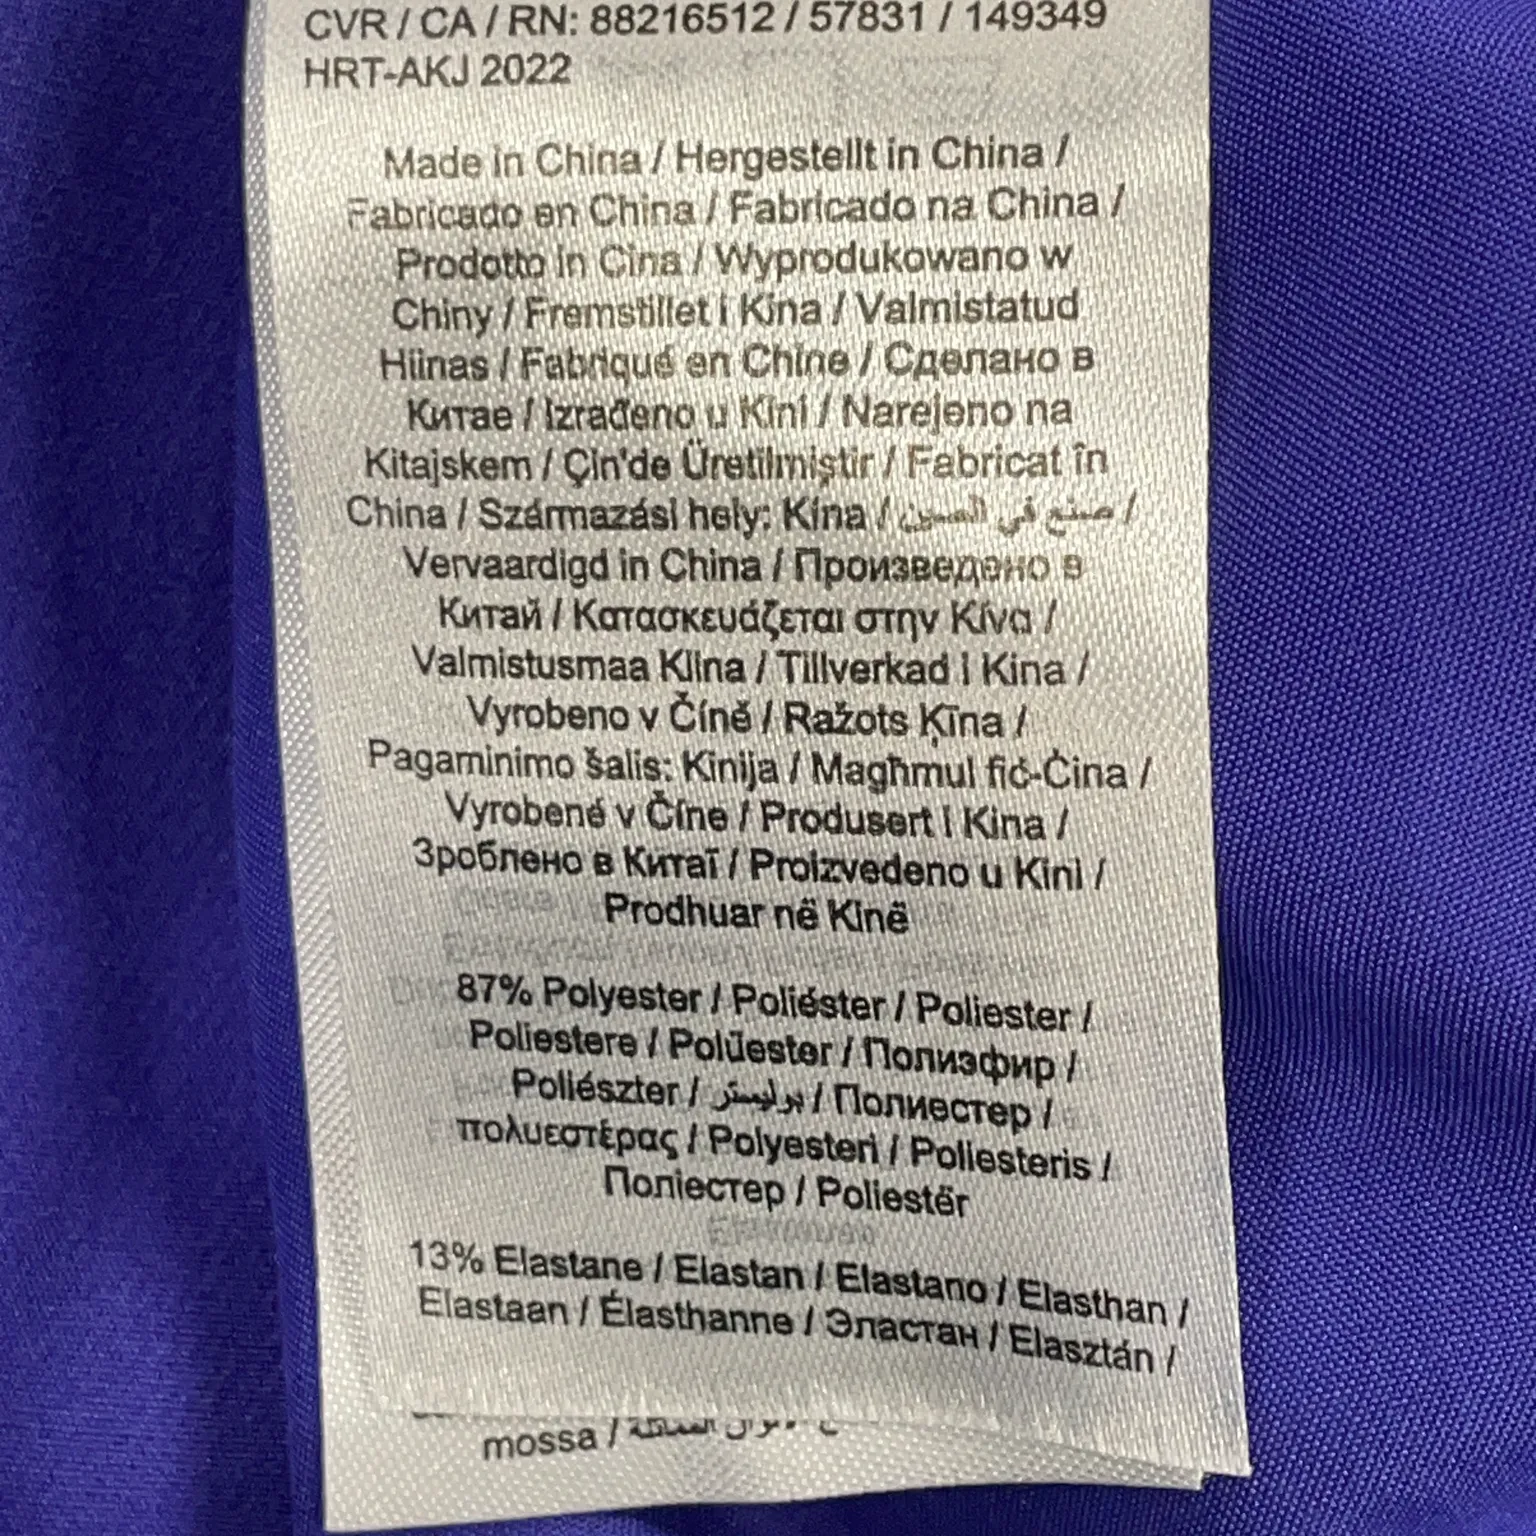 CVR / CA / RN: 88216512 / 57831 / 149349
HRT-AKJ 2022
Made in China / Hergestellt in China /
Fabricado en China / Fabricado na China /
Prodotto in Cina / Wyprodukowano w
Chiny / Fremstillet i Kina / Valmistatud
Hiinas / Fabriqué en Chine / Сделано в
Китае / Izrađeno u Kini / Narejeno na
Kitajskem / Çin'de Üretilmiştir / Fabricat în
China / Származási hely: Kína / صنع في الصين /
Vervaardigd in China / Произведено в
Китай / Κατασκευάζεται στην Κίνα /
Valmistusmaa Kiina / Tillverkad i Kina /
Vyrobeno v Číně / Ražots Ķīna /
Pagaminimo šalis: Kinija / Magħmul fiċ-Ċina /
Vyrobené v Číne / Produsert i Kina /
Зроблено в Китаї / Proizvedeno u Kini /
Prodhuar në Kinë
87% Polyester / Poliéster / Poliester /
Poliestere / Polüester / Полиэфир /
Poliészter / بوليستر / Полиестер /
πολυεστέρας / Polyesteri / Poliesteris /
Поліестер / Poliestër
13% Elastane / Elastan / Elastano / Elasthan /
Elastaan / Élasthanne / Эластан / Elasztán /
mossa /